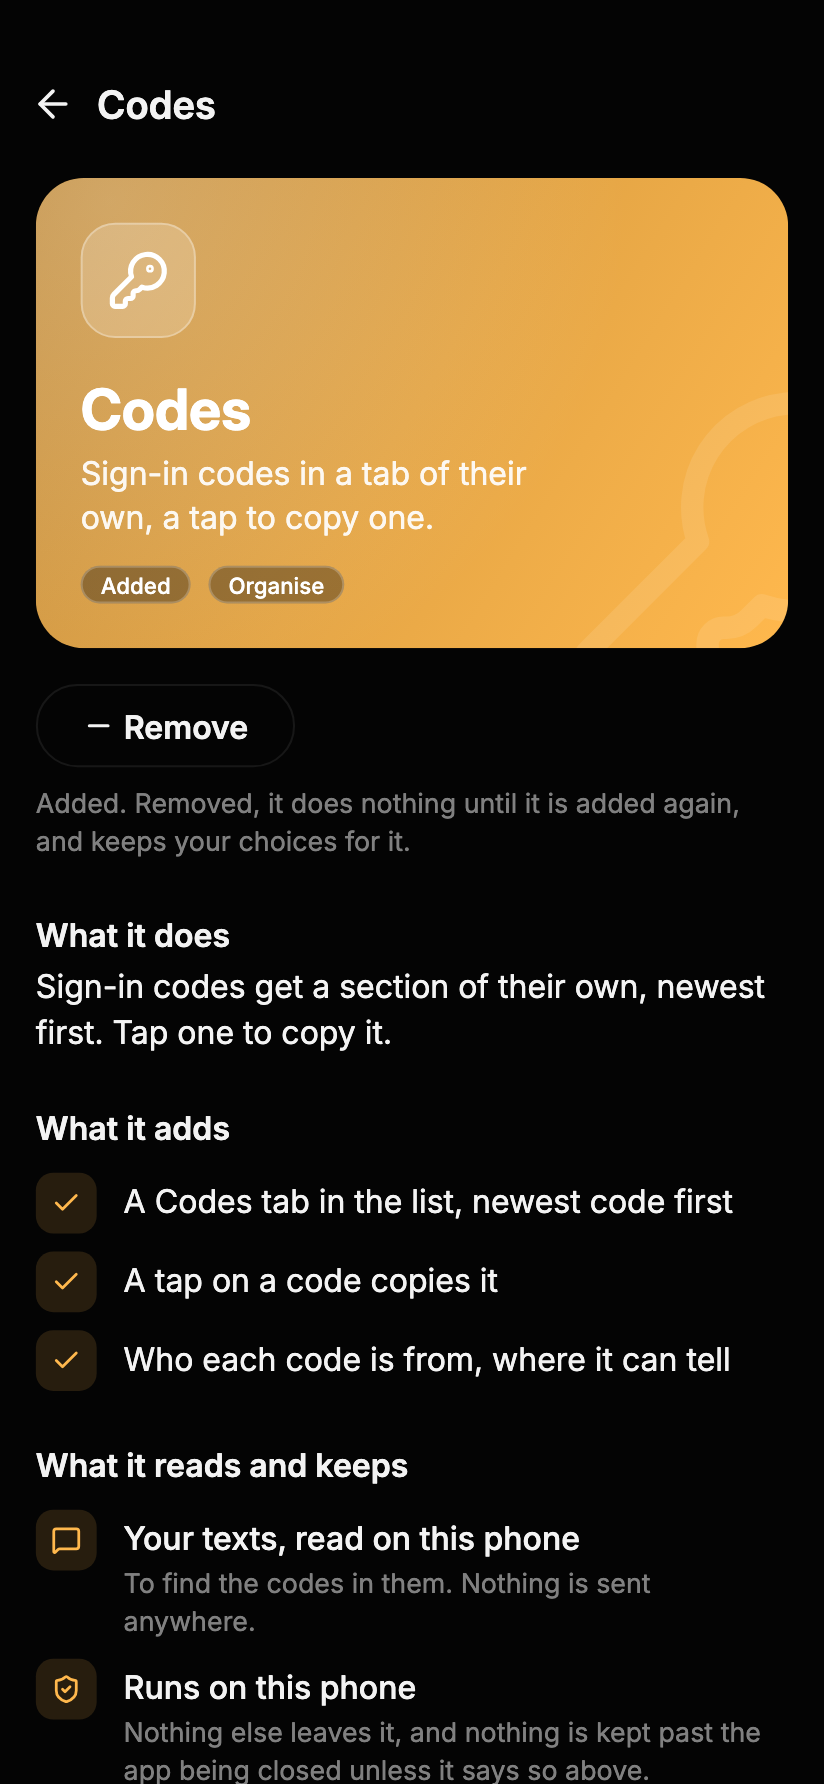 Codes
Codes
Sign-in codes in a tab of their
own, a tap to copy one.
Added
Organise
Remove
Added. Removed, it does nothing until it is added again,
and keeps your choices for it.
What it does
Sign-in codes get a section of their own, newest
first. Tap one to copy it.
What it adds
A Codes tab in the list, newest code first
A tap on a code copies it
Who each code is from, where it can tell
What it reads and keeps
Your texts, read on this phone
To find the codes in them. Nothing is sent
anywhere.
Runs on this phone
Nothing else leaves it, and nothing is kept past the
app being closed unless it says so above.